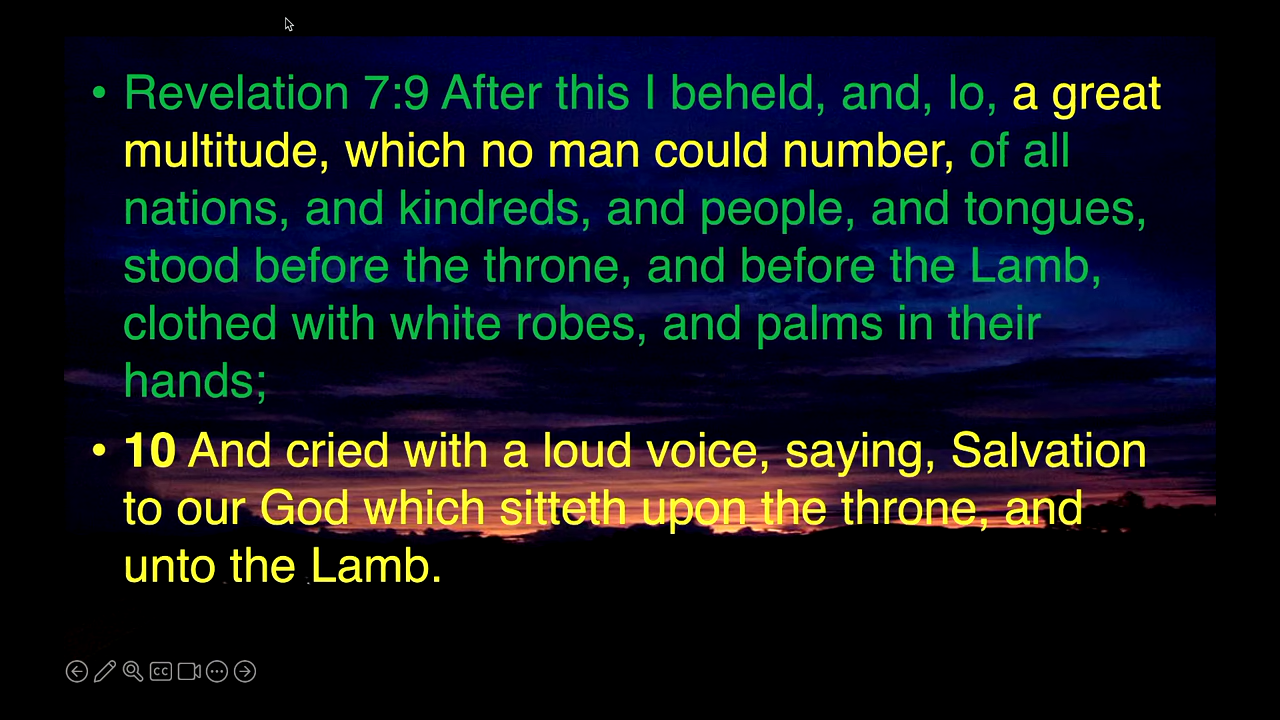 • Revelation 7:9 After this I beheld, and, lo, a great
multitude, which no man could number, of all
nations, and kindreds, and people, and tongues,
stood before the throne, and before the Lamb,
clothed with white robes, and palms in their
hands;
• 10 And cried with a loud voice, saying, Salvation
to our God which sitteth upon the throne, and
unto the Lamb.
CC